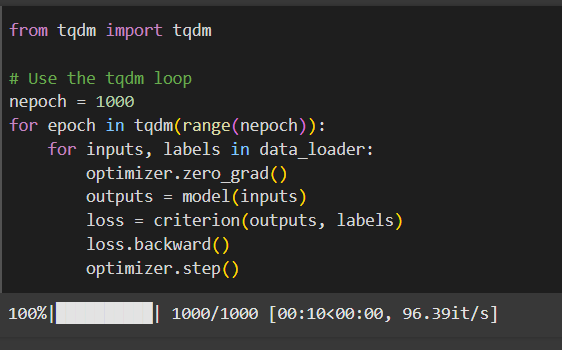 from tqdm import tqdm

# Use the tqdm loop
nepoch = 1000
for epoch in tqdm(range(nepoch)):
    for inputs, labels in data_loader:
        optimizer.zero_grad()
        outputs = model(inputs)
        loss = criterion(outputs, labels)
        loss.backward()
        optimizer.step()
100%|██████████| 1000/1000 [00:10<00:00, 96.39it/s]